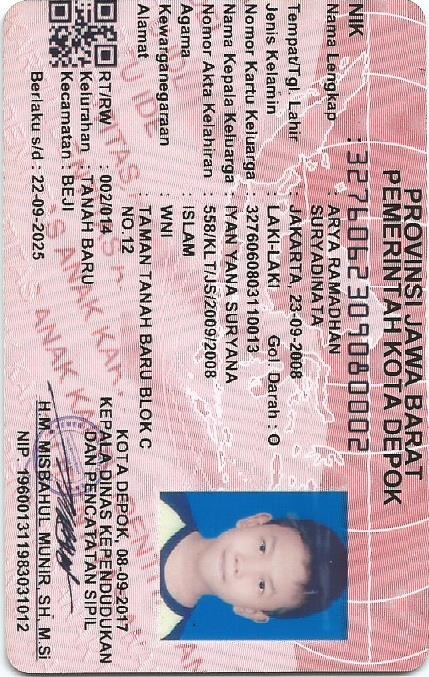 PROVINSI JAWA BARAT
PEMERINTAH KOTA DEPOK
NIK : 3276062309080002
Nama Lengkap : ARYA RAMADHAN
SURYADINATA
Tempat/Tgl. Lahir : JAKARTA, 23-09-2008
Jenis Kelamin : LAKI-LAKI Gol. Darah : O
Nomor Kartu Keluarga : 3276060803110013
Nama Kepala Keluarga : IYAN YANA SURYANA
Nomor Akta Kelahiran : 558/KLT/JS/2009/2008
Agama : ISLAM
Kewarganegaraan : WNI
Alamat : TAMAN TANAH BARU BLOK C
NO.12
RT/RW : 002/014
Kelurahan : TANAH BARU
Kecamatan : BEJI
Berlaku s/d : 22-09-2025
KOTA DEPOK, 08-09-2017
KEPALA DINAS KEPENDUDUKAN
DAN PENCATATAN SIPIL
H.M. MISBAHUL MUNIR, SH, M.Si
NIP 196001311983031012